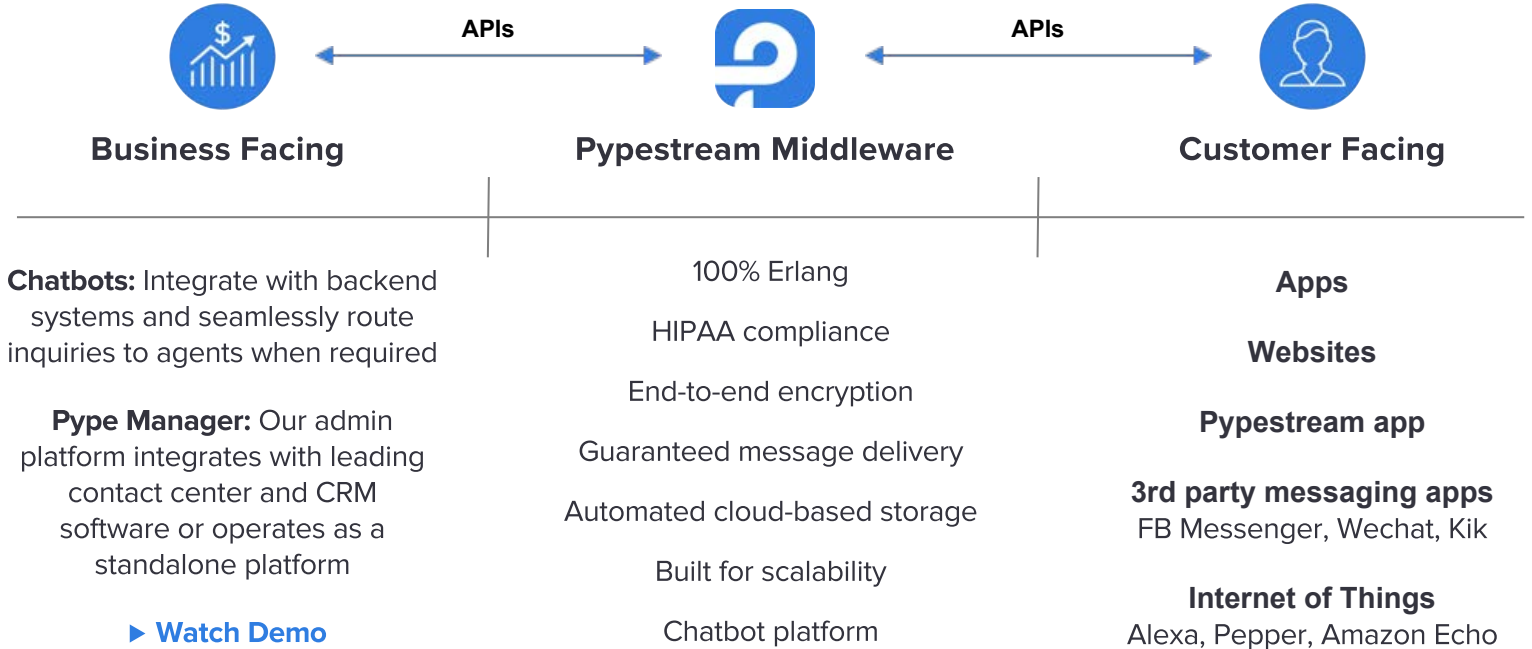 APIs
APIs
Business Facing
Pypestream Middleware
Customer Facing
Chatbots: Integrate with backend
systems and seamlessly route
inquiries to agents when required
Pype Manager: Our admin
platform integrates with leading
contact center and CRM
software or operates as a
standalone platform
► Watch Demo
100% Erlang
HIPAA compliance
End-to-end encryption
Guaranteed message delivery
Automated cloud-based storage
Built for scalability
Chatbot platform
Apps
Websites
Pypestream app
3rd party messaging apps
FB Messenger, Wechat, Kik
Internet of Things
Alexa, Pepper, Amazon Echo